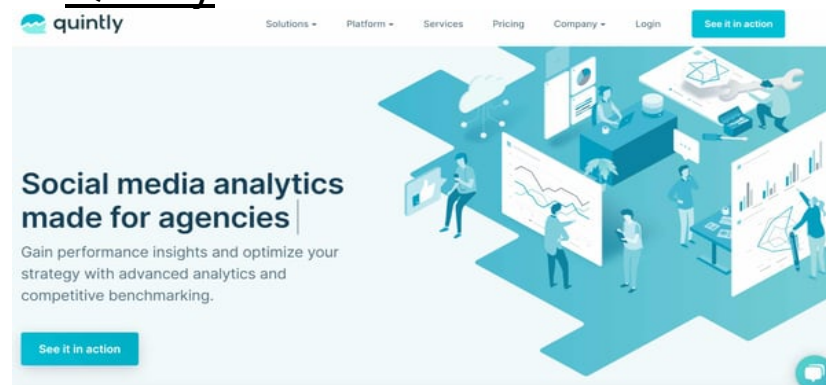 quintly
Solutions
Platform
Services
Pricing
Company
Login
See it in action
Social media analytics
made for agencies
Gain performance insights and optimize your
strategy with advanced analytics and
competitive benchmarking.
See it in action